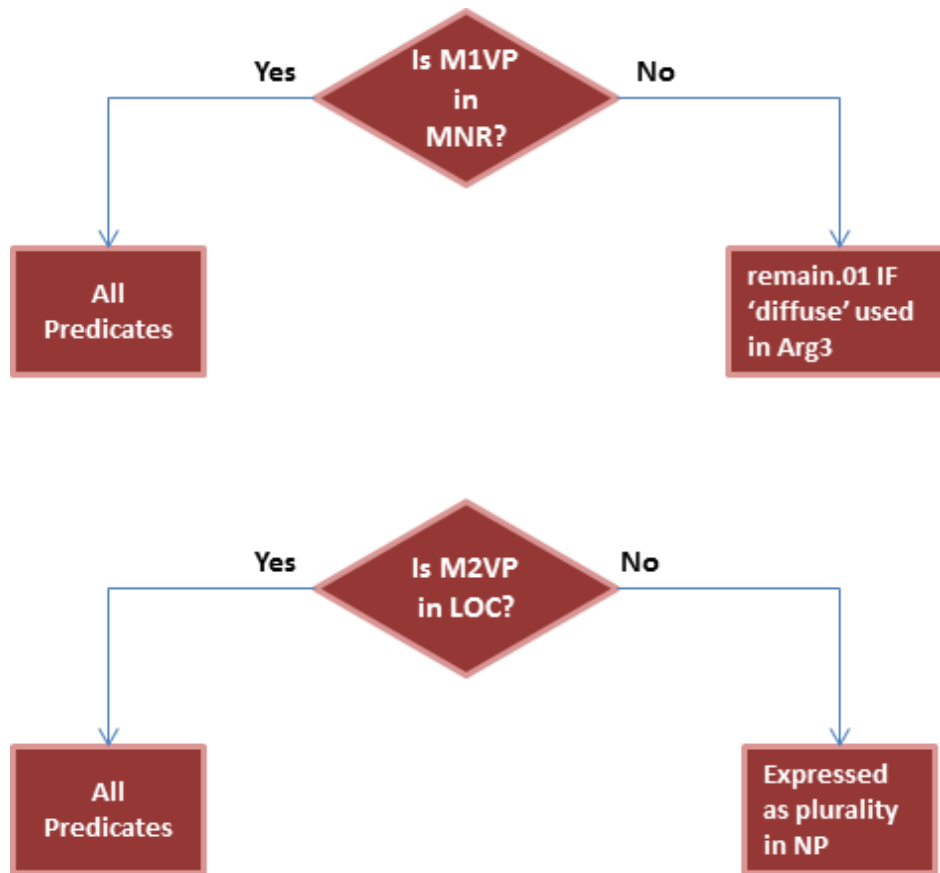 Is M1VP
Yes
No
in
MNR?
All
Predicates
remain.01 IF
‘diffuse’ used
in Arg3
Yes
Is M2VP
No
in LOC?
All
Predicates
Expressed
as plurality
in NP